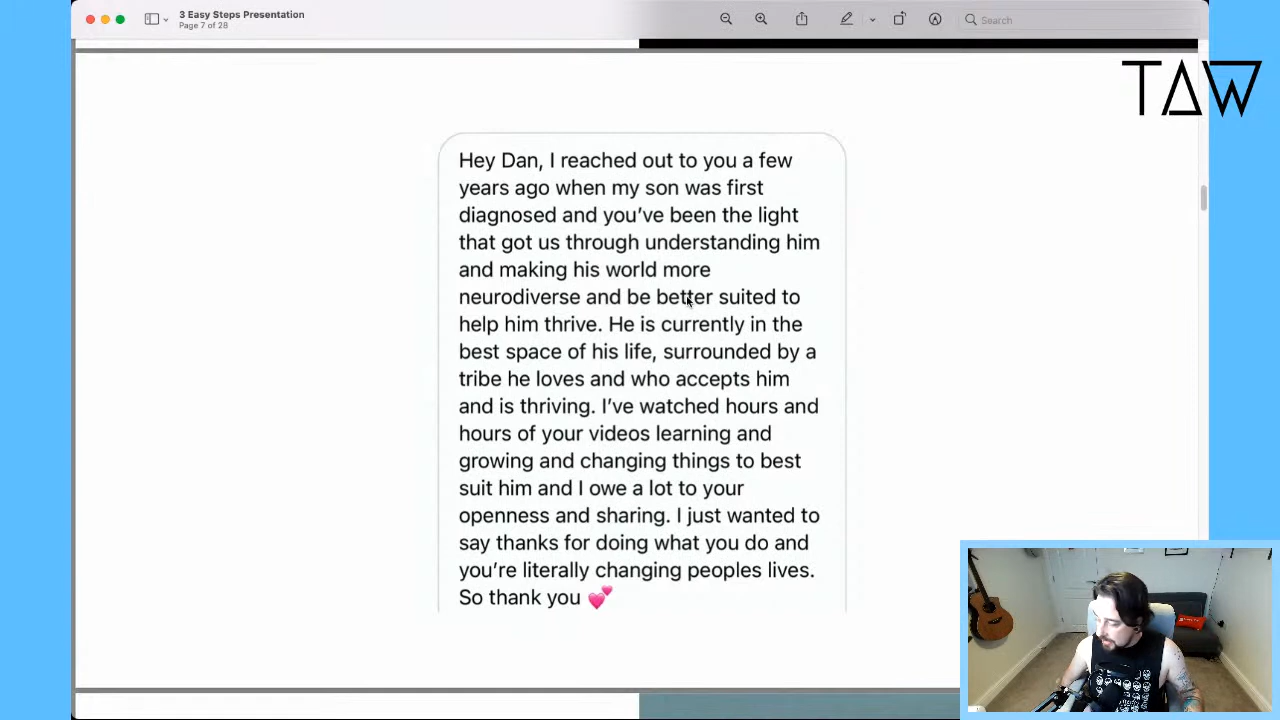 3 Easy Steps Presentation
Page 7 of 28
Search
TAW
Hey Dan, I reached out to you a few
years ago when my son was first
diagnosed and you’ve been the light
that got us through understanding him
and making his world more
neurodiverse and be better suited to
help him thrive. He is currently in the
best space of his life, surrounded by a
tribe he loves and who accepts him
and is thriving. I’ve watched hours and
hours of your videos learning and
growing and changing things to best
suit him and I owe a lot to your
openness and sharing. I just wanted to
say thanks for doing what you do and
you’re literally changing peoples lives.
So thank you 💕